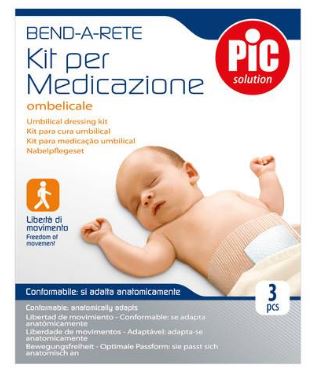 BEND-A-RETE
Kit per
Medicazione
ombelicale
Umbilical dressing kit
Kit para cura umbilical
Kit para medicação umbilical
Nabelpflegeset
PiC
solution
Libertà di
movimento
Freedom of
movement
Conformabile: si adatta anatomicamente
3
pcs
Conformable: anatomically adapts
Libertad de movimiento - Conformable: se adapta
anatómicamente
Liberdade de movimentos - Adaptável: adapta-se
anatomicamente
Bewegungsfreiheit - Optimale Passform: sie passt sich
anatomisch an